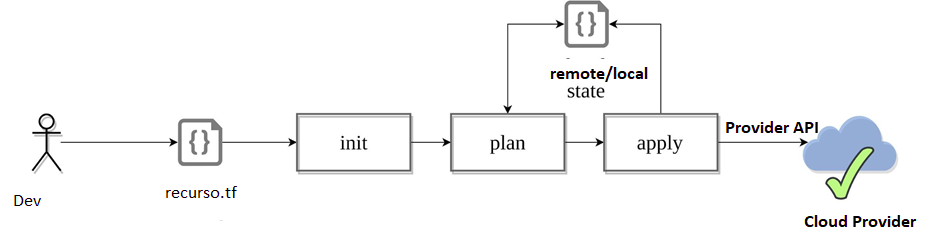 remote/local
state
Dev
{}
recurso.tf
init
plan
{}
apply
Provider API
Cloud Provider